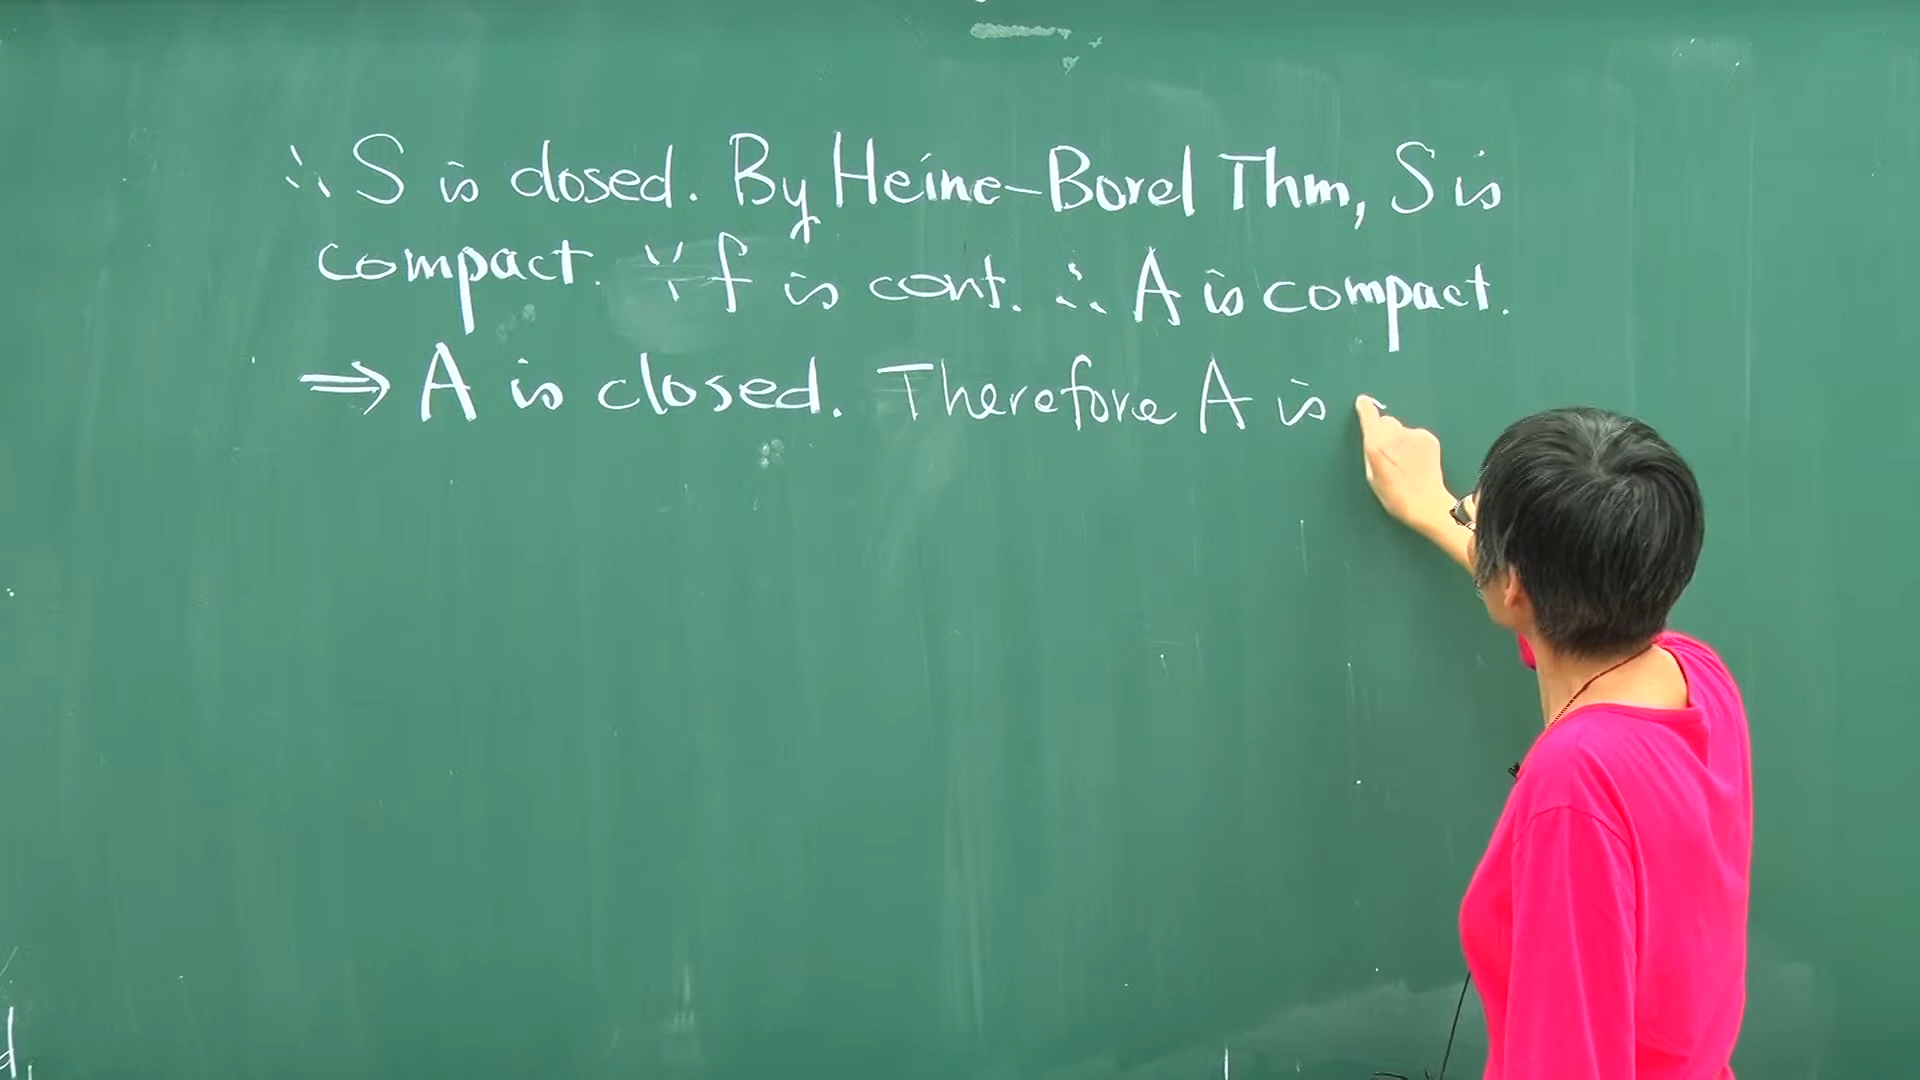 ∴ S is closed. By Heine-Borel Thm, S is
compact. ∵ f is cont. ∴ A is compact.
⇒ A is closed. Therefore A is